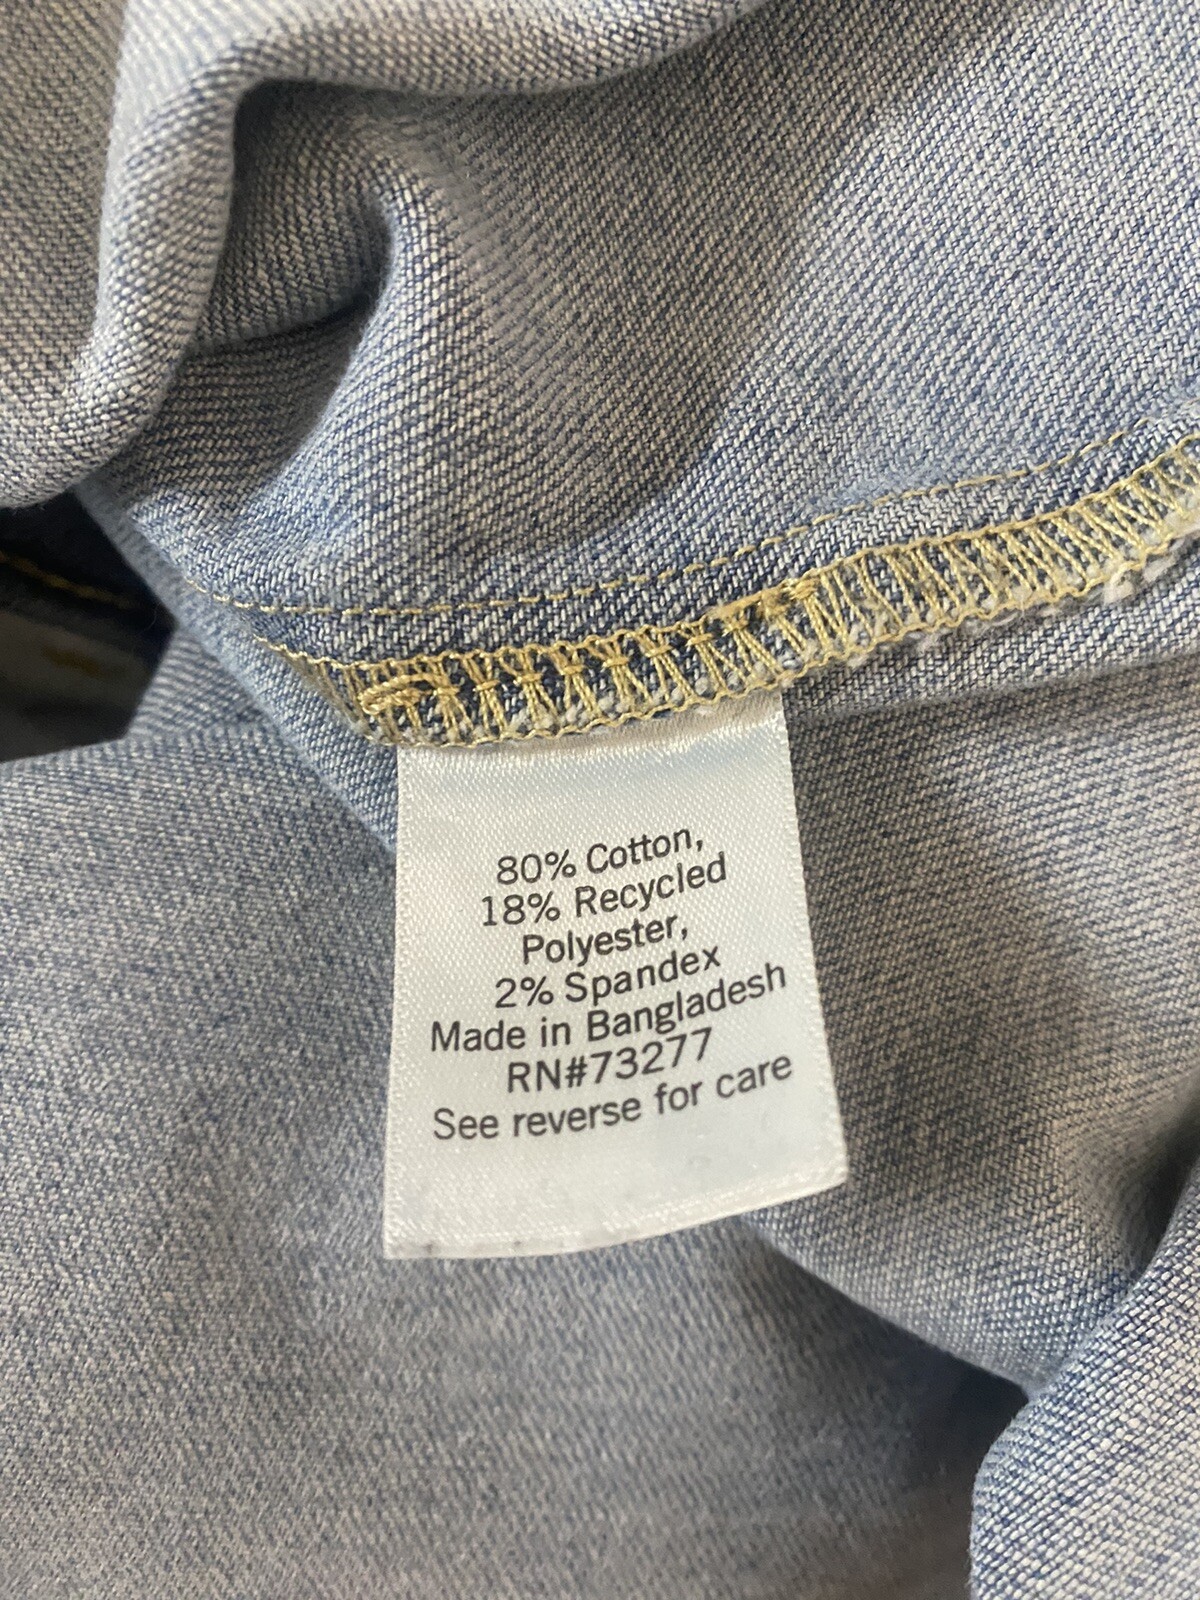 80% Cotton,
18% Recycled
Polyester,
2% Spandex
Made in Bangladesh
RN#73277
See reverse for care